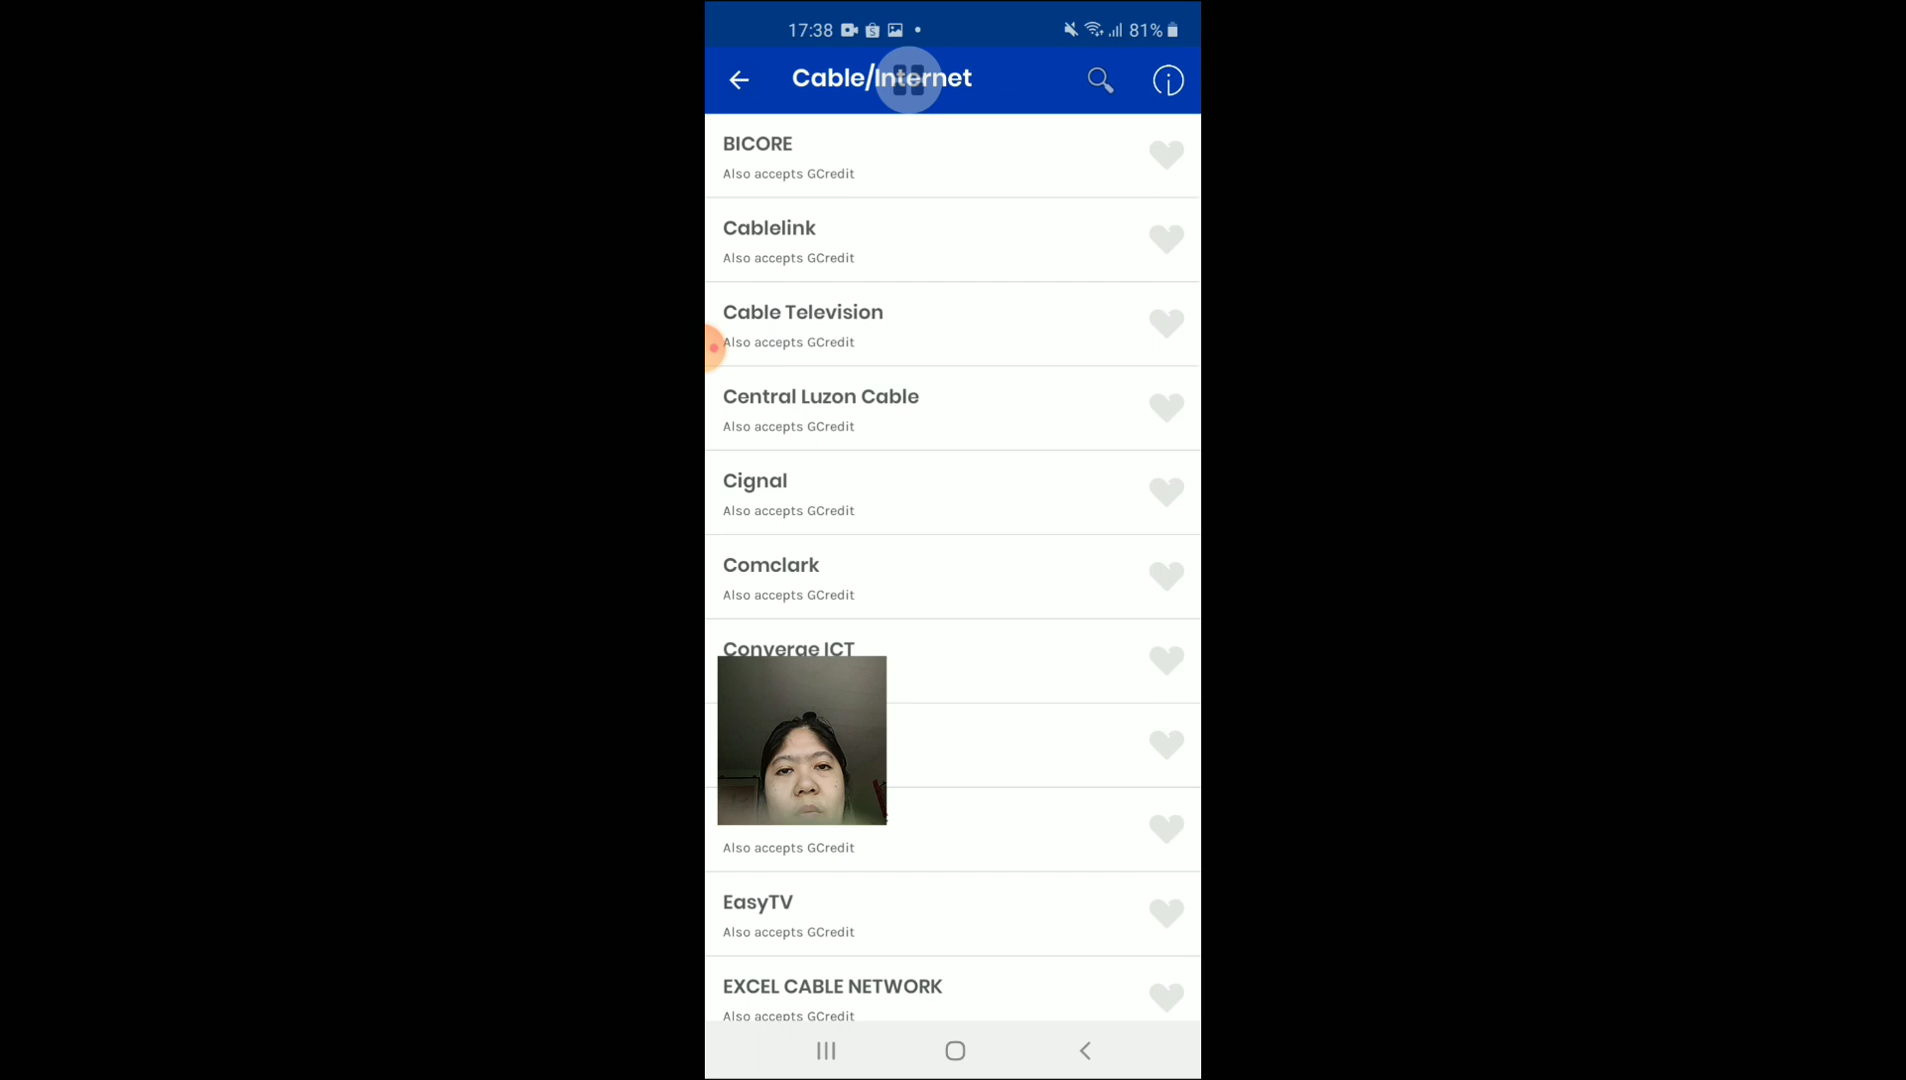 17:38
81%
Cable/Internet
BICORE
Also accepts GCredit
Cablelink
Also accepts GCredit
Cable Television
Also accepts GCredit
Central Luzon Cable
Also accepts GCredit
Cignal
Also accepts GCredit
Comclark
Also accepts GCredit
Converge ICT
Also accepts GCredit
EasyTV
Also accepts GCredit
EXCEL CABLE NETWORK
Also accepts GCredit